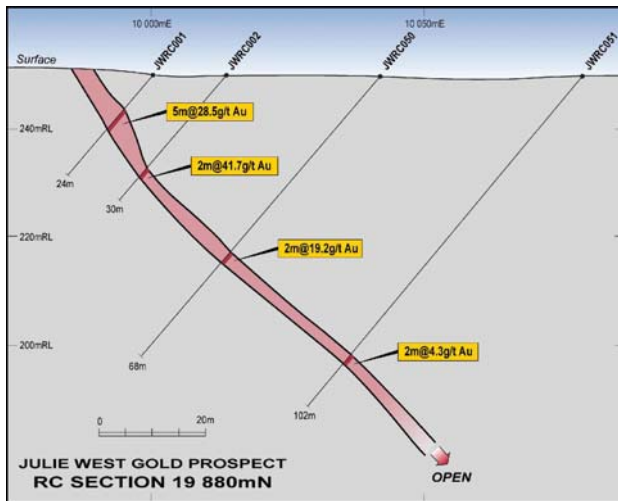 10 000mE
10 050mE
Surface
JWRC001
JWRC002
JWRC050
JWRC051
5m@28.5g/t Au
240mRL
2m@41.7g/t Au
24m
30m
220mRL
2m@19.2g/t Au
200mRL
2m@4.3g/t Au
68m
102m
0
20m
JULIE WEST GOLD PROSPECT
RC SECTION 19 880mN
OPEN